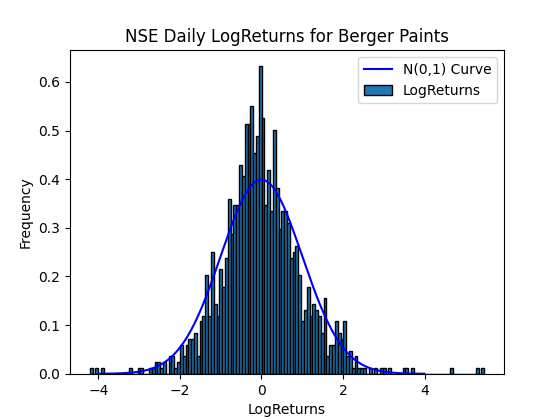 NSE Daily LogReturns for Berger Paints
N(0,1) Curve
LogReturns
Frequency
0.6
0.5
0.4
0.3
0.2
0.1
0.0
−4 −2 0 2 4
LogReturns